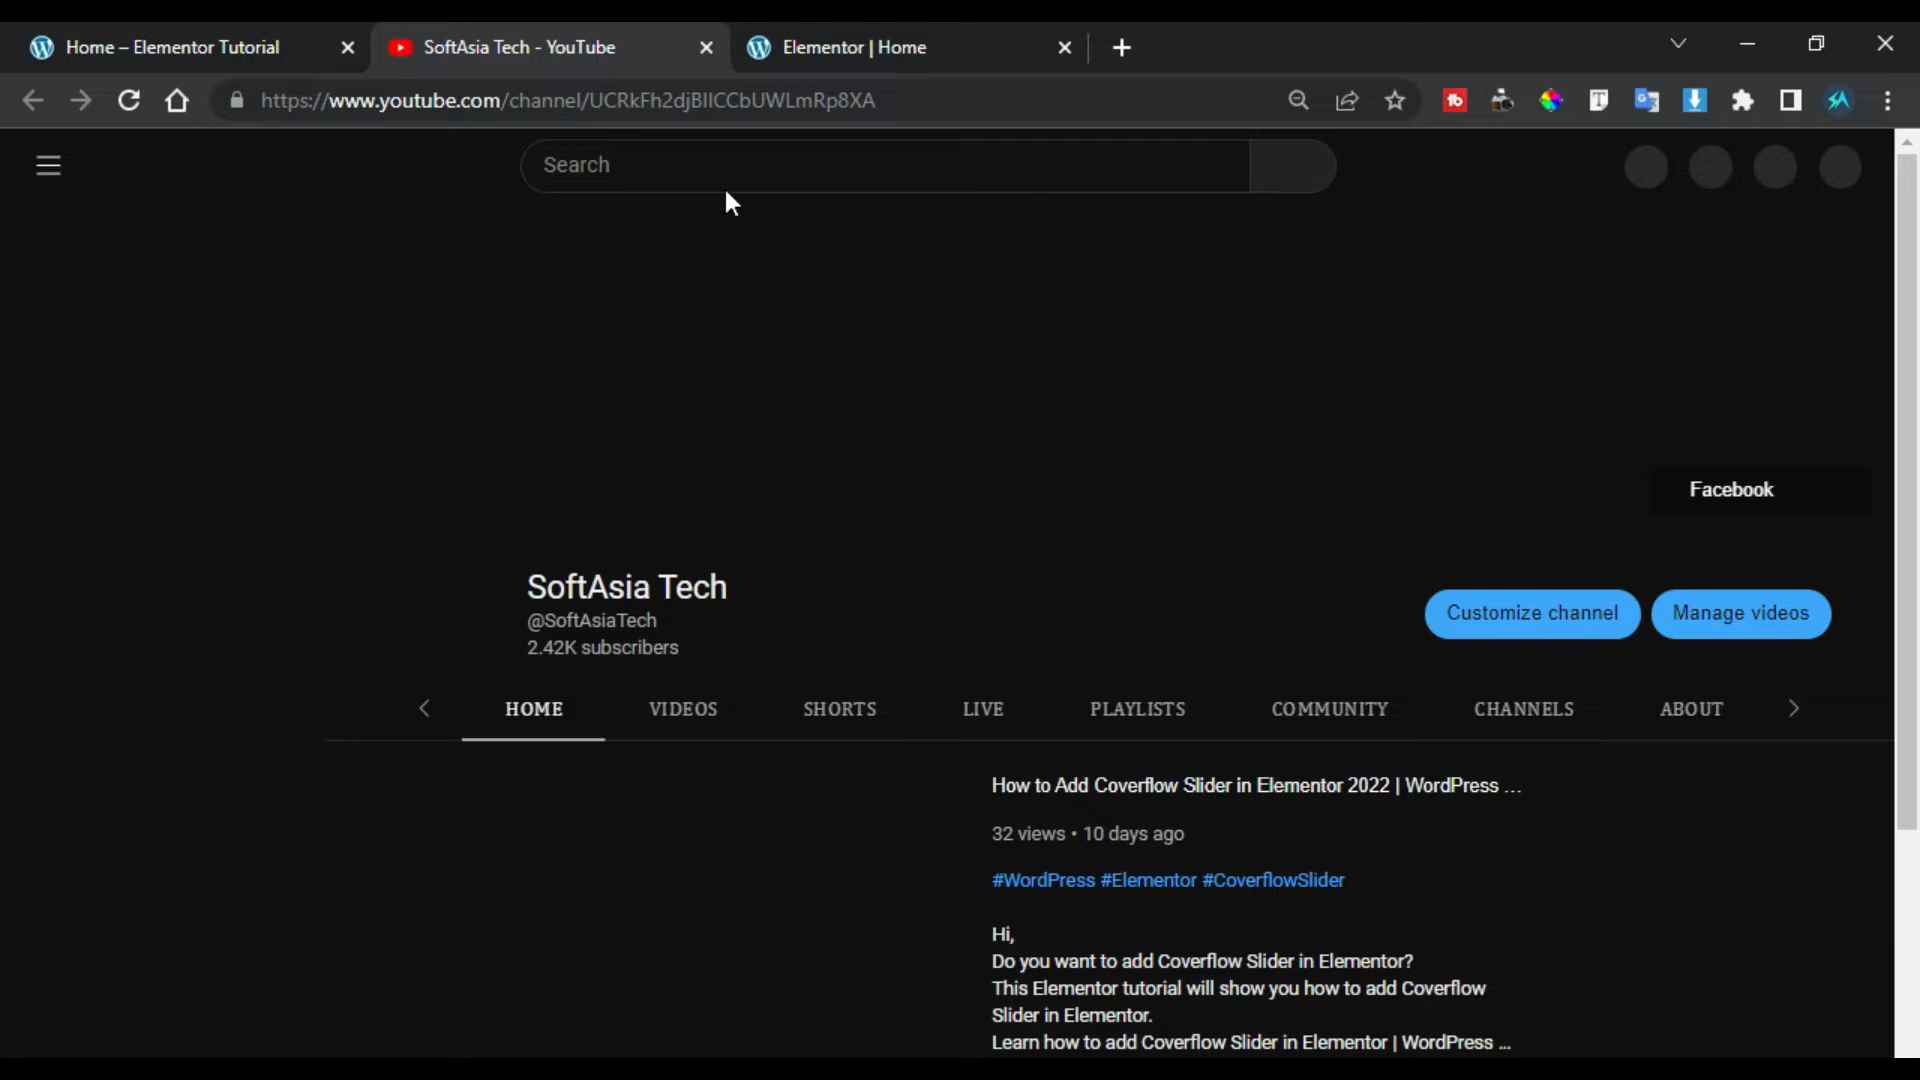 Home – Elementor Tutorial
SoftAsia Tech - YouTube
Elementor | Home
https://www.youtube.com/channel/UCRkFh2djBIICCbUWLmRp8XA
Search
Facebook
SoftAsia Tech
@SoftAsiaTech
2.42K subscribers
Customize channel
Manage videos
HOME
VIDEOS
SHORTS
LIVE
PLAYLISTS
COMMUNITY
CHANNELS
ABOUT
How to Add Coverflow Slider in Elementor 2022 | WordPress ...
32 views • 10 days ago
#WordPress #Elementor #CoverflowSlider
Hi,
Do you want to add Coverflow Slider in Elementor?
This Elementor tutorial will show you how to add Coverflow
Slider in Elementor.
Learn how to add Coverflow Slider in Elementor | WordPress ...